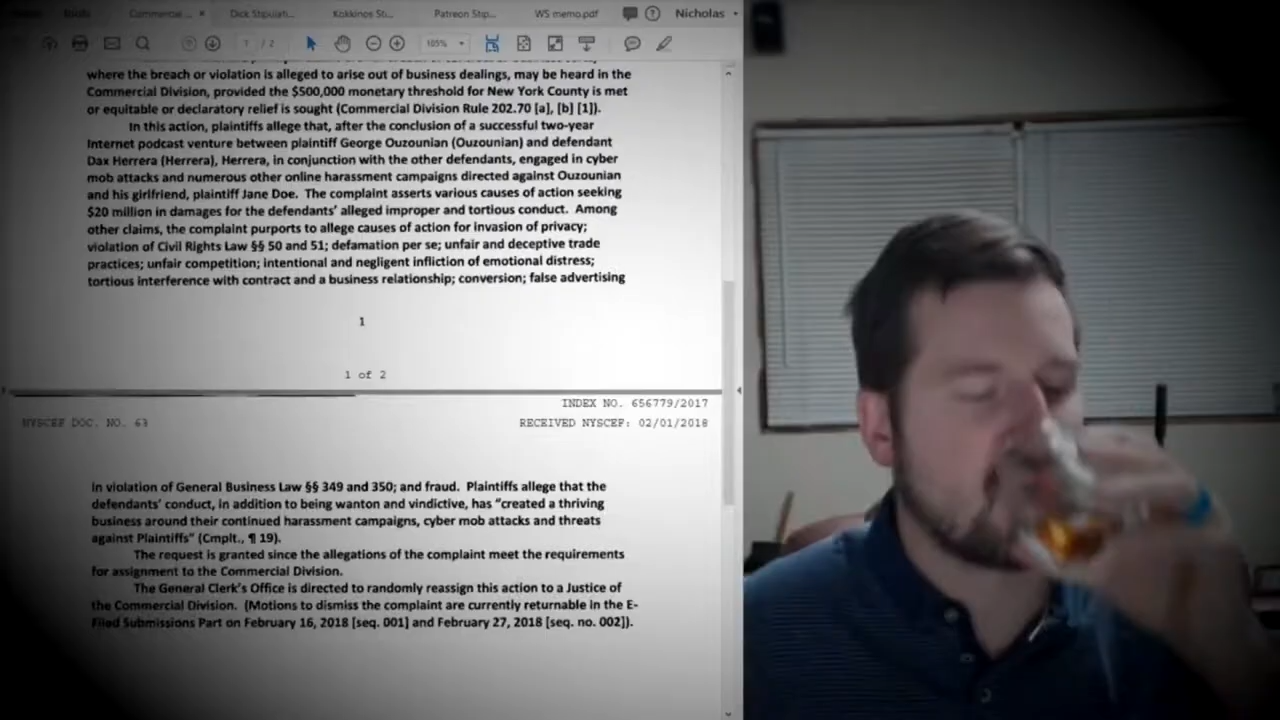 Tools Commercial ... × Dick Stipulati... Kokkinos Sti... Patreon Stip... WS memo.pdf Nicholas
1 / 2 105%
where the breach or violation is alleged to arise out of business dealings, may be heard in the
Commercial Division, provided the $500,000 monetary threshold for New York County is met
or equitable or declaratory relief is sought (Commercial Division Rule 202.70 [a], [b] [1]).
In this action, plaintiffs allege that, after the conclusion of a successful two-year
Internet podcast venture between plaintiff George Ouzounian (Ouzounian) and defendant
Dax Herrera (Herrera), Herrera, in conjunction with the other defendants, engaged in cyber
mob attacks and numerous other online harassment campaigns directed against Ouzounian
and his girlfriend, plaintiff Jane Doe. The complaint asserts various causes of action seeking
$20 million in damages for the defendants' alleged improper and tortious conduct. Among
other claims, the complaint purports to allege causes of action for invasion of privacy;
violation of Civil Rights Law §§ 50 and 51; defamation per se; unfair and deceptive trade
practices; unfair competition; intentional and negligent infliction of emotional distress;
tortious interference with contract and a business relationship; conversion; false advertising
1
1 of 2
INDEX NO. 656779/2017
NYSCEF DOC. NO. 63 RECEIVED NYSCEF: 02/01/2018
in violation of General Business Law §§ 349 and 350; and fraud. Plaintiffs allege that the
defendants' conduct, in addition to being wanton and vindictive, has "created a thriving
business around their continued harassment campaigns, cyber mob attacks and threats
against Plaintiffs" (Cmplt., ¶ 19).
The request is granted since the allegations of the complaint meet the requirements
for assignment to the Commercial Division.
The General Clerk's Office is directed to randomly reassign this action to a Justice of
the Commercial Division. (Motions to dismiss the complaint are currently returnable in the E-
Filed Submissions Part on February 16, 2018 [seq. 001] and February 27, 2018 [seq. no. 002]).